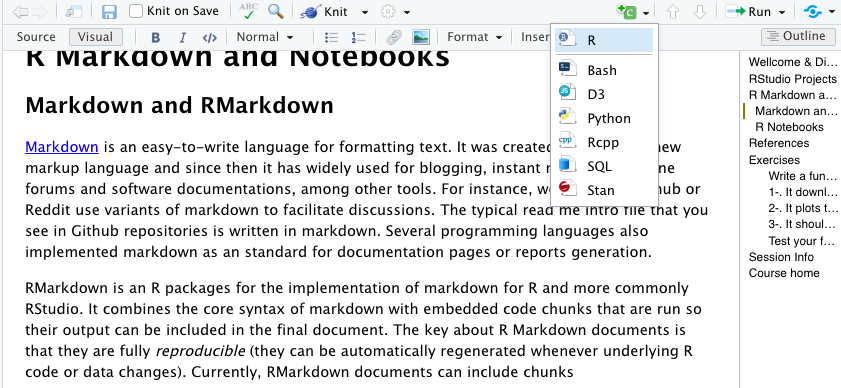 Knit on Save ABC Knit +C Run
Source Visual B I </> Normal Format Inser Outline
R Markdown and Notebooks
Markdown and RMarkdown
Markdown is an easy-to-write language for formatting text. It was create new
markup language and since then it has widely used for blogging, instant ne
forums and software documentations, among other tools. For instance, we hub or
Reddit use variants of markdown to facilitate discussions. The typical read me intro file that you
see in Github repositories is written in markdown. Several programming languages also
implemented markdown as an standard for documentation pages or reports generation.
RMarkdown is an R packages for the implementation of markdown for R and more commonly
RStudio. It combines the core syntax of markdown with embedded code chunks that are run so
their output can be included in the final document. The key about R Markdown documents is
that they are fully reproducible (they can be automatically regenerated whenever underlying R
code or data changes). Currently, RMarkdown documents can include chunks
R
Bash
D3
Python
Rcpp
SQL
Stan
Wellcome & Di...
RStudio Projects
R Markdown a...
Markdown an...
R Notebooks
References
Exercises
Write a fun...
1-. It downl...
2-. It plots t...
3-. It shoul...
Test your f...
Session Info
Course home